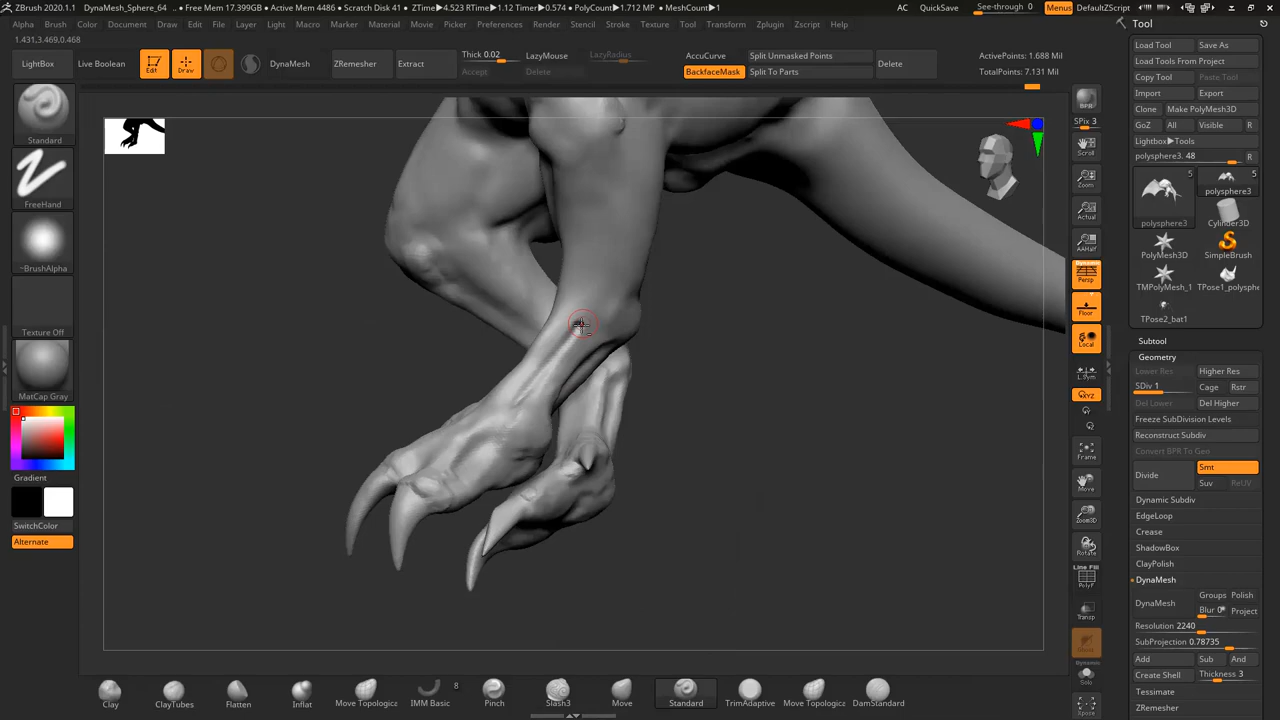 ZBrush 2020.1.1
DynaMesh_Sphere_64
.. • Free Mem 17.399GB • Active Mem 4486 • Scratch Disk 41 • ZTime▶4.523 RTime▶1.12 Timer▶0.574 • PolyCount▶1.712 MP • MeshCount▶1
AC
QuickSave
See-through 0
Menus
DefaultZScript
Alpha
Brush
Color
Document
Draw
Edit
File
Layer
Light
Macro
Marker
Material
Movie
Picker
Preferences
Render
Stencil
Stroke
Texture
Tool
Transform
Zplugin
Zscript
Help
1.431,3.469,0.468
LightBox
Live Boolean
Edit
Draw
DynaMesh
ZRemesher
Extract
Thick 0.02
Accept
LazyMouse
Delete
LazyRadius
AccuCurve
BackfaceMask
Split Unmasked Points
Split To Parts
Delete
ActivePoints: 1.688 Mil
TotalPoints: 7.131 Mil
Standard
FreeHand
~BrushAlpha
Texture Off
MatCap Gray
Gradient
SwitchColor
Alternate
BPR
SPix 3
Scroll
Zoom
Actual
AAHalf
Dynamic
Persp
Floor
Local
L.Sym
XYZ
Frame
Move
Zoom3D
Rotate
Line Fill
PolyF
Transp
Dynamic
Solo
Xpose
Tool
Load Tool
Save As
Load Tools From Project
Copy Tool
Paste Tool
Import
Export
Clone
Make PolyMesh3D
GoZ
All
Visible
R
Lightbox▶Tools
polysphere3. 48
R
5
5
polysphere3
polysphere3
Cylinder3D
PolyMesh3D
SimpleBrush
TMPolyMesh_1
TPose1_polysphe
TPose2_bat1
Subtool
Geometry
Lower Res
Higher Res
SDiv 1
Cage
Rstr
Del Lower
Del Higher
Freeze SubDivision Levels
Reconstruct Subdiv
Convert BPR To Geo
Divide
Smt
Suv
ReUV
Dynamic Subdiv
EdgeLoop
Crease
ShadowBox
ClayPolish
DynaMesh
DynaMesh
Groups
Polish
Blur 0
Project
Resolution 2240
SubProjection 0.78735
Add
Sub
And
Create Shell
Thickness 3
Tessimate
ZRemesher
Clay
ClayTubes
Flatten
Inflat
Move Topologic
8
IMM Basic
Pinch
Slash3
Move
Standard
TrimAdaptive
Move Topologic
DamStandard